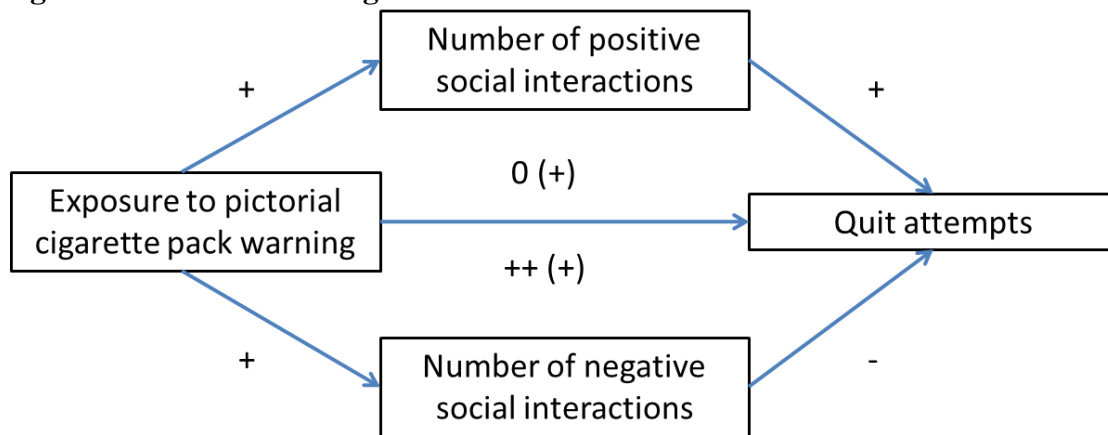 Number of positive
social interactions
+
+
0 (+)
Exposure to pictorial
cigarette pack warning
Quit attempts
++ (+)
+
-
Number of negative
social interactions